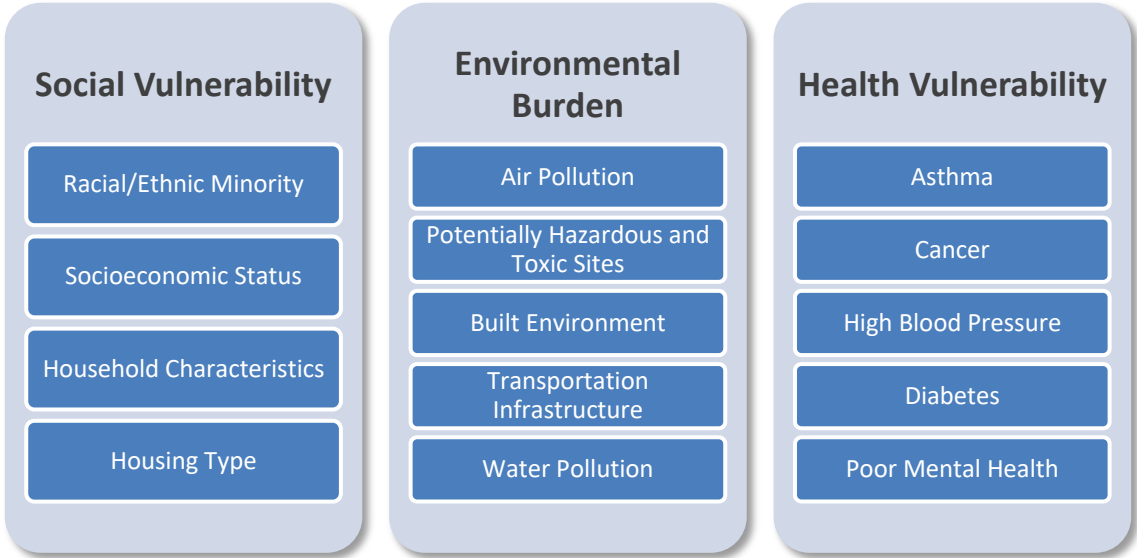 Social Vulnerability
Racial/Ethnic Minority
Socioeconomic Status
Household Characteristics
Housing Type
Environmental
Burden
Air Pollution
Potentially Hazardous and
Toxic Sites
Built Environment
Transportation
Infrastructure
Water Pollution
Health Vulnerability
Asthma
Cancer
High Blood Pressure
Diabetes
Poor Mental Health